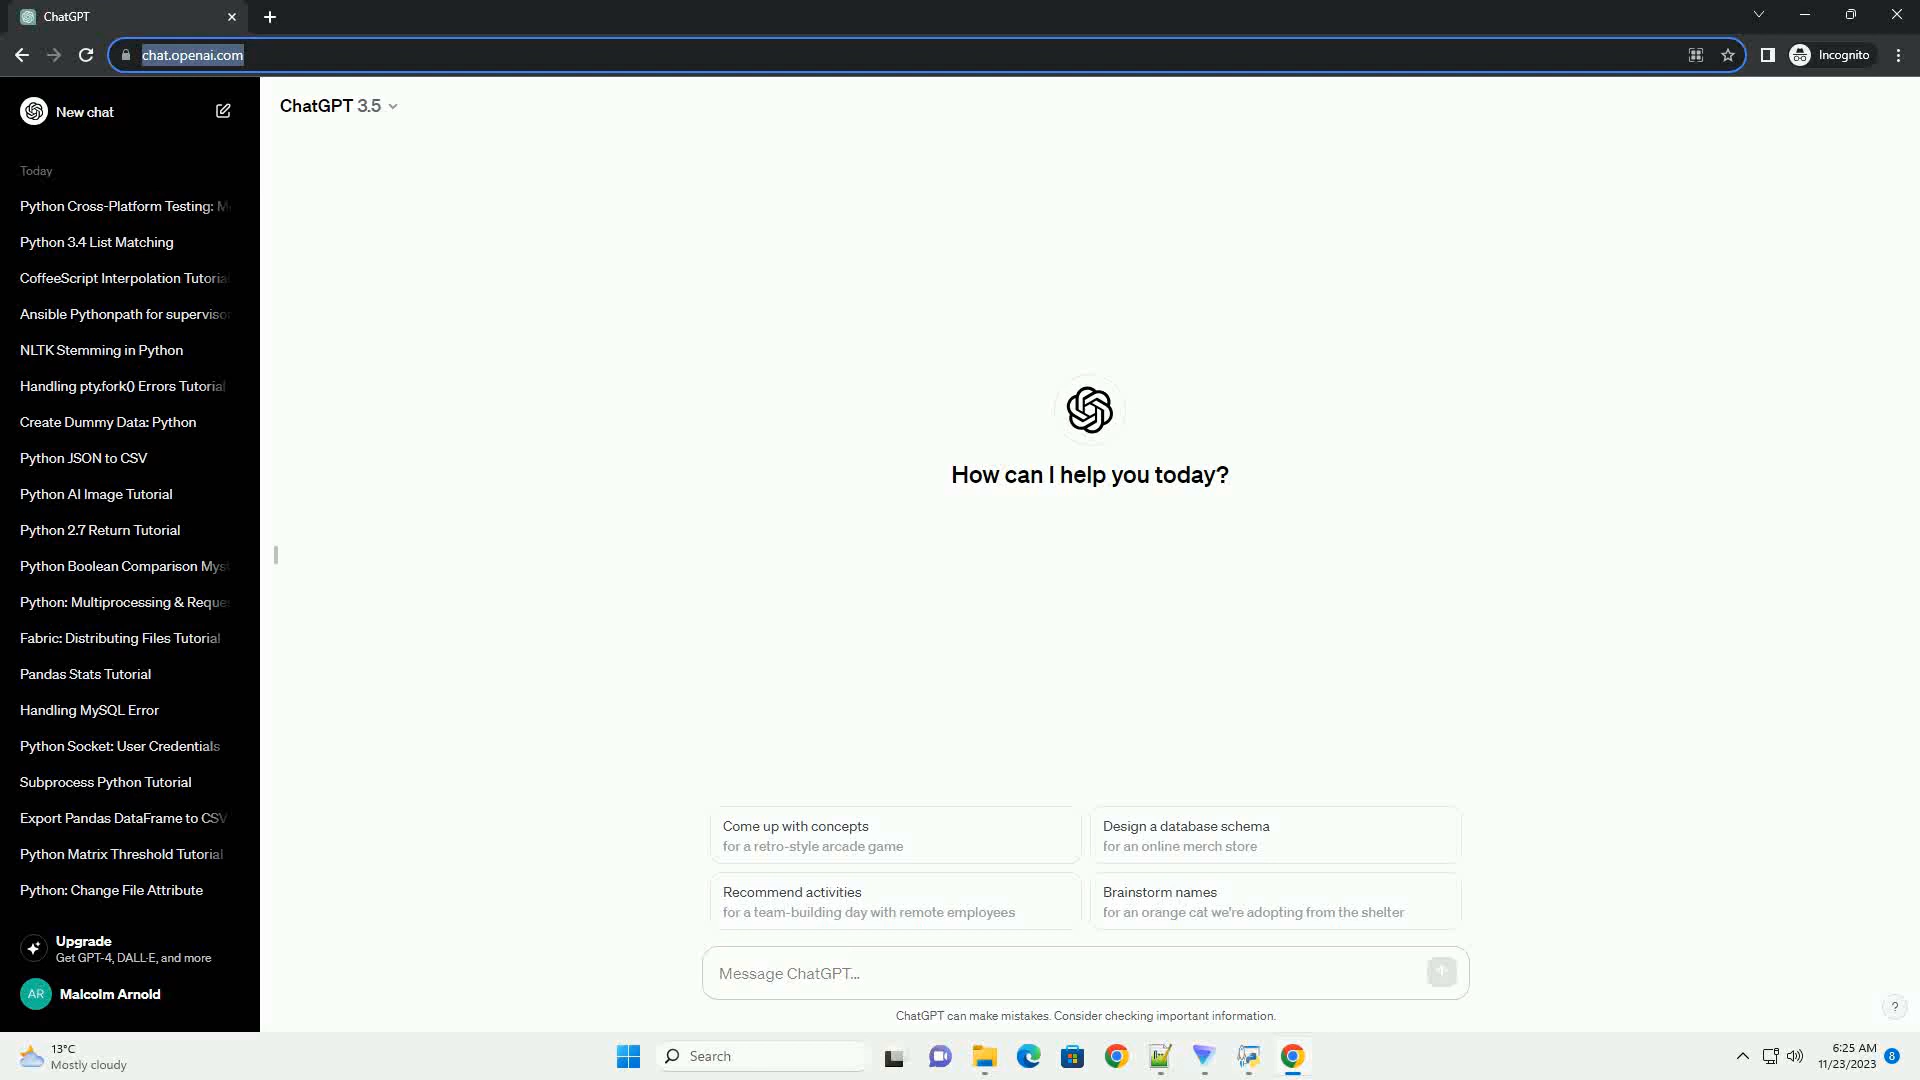 ChatGPT
chat.openai.com
Incognito
New chat
ChatGPT 3.5
Today
Python Cross-Platform Testing:
Python 3.4 List Matching
CoffeeScript Interpolation Tutorial
Ansible Pythonpath for supervisor
NLTK Stemming in Python
Handling pty.fork() Errors Tutorial
Create Dummy Data: Python
Python JSON to CSV
Python AI Image Tutorial
Python 2.7 Return Tutorial
Python Boolean Comparison Myst
Python: Multiprocessing & Reques
Fabric: Distributing Files Tutorial
Pandas Stats Tutorial
Handling MySQL Error
Python Socket: User Credentials
Subprocess Python Tutorial
Export Pandas DataFrame to CSV
Python Matrix Threshold Tutorial
Python: Change File Attribute
Upgrade
Get GPT-4, DALL·E, and more
AR
Malcolm Arnold
How can I help you today?
Come up with concepts
for a retro-style arcade game
Design a database schema
for an online merch store
Recommend activities
for a team-building day with remote employees
Brainstorm names
for an orange cat we're adopting from the shelter
Message ChatGPT...
ChatGPT can make mistakes. Consider checking important information.
?
13°C
Mostly cloudy
Search
6:25 AM
11/23/2023
8